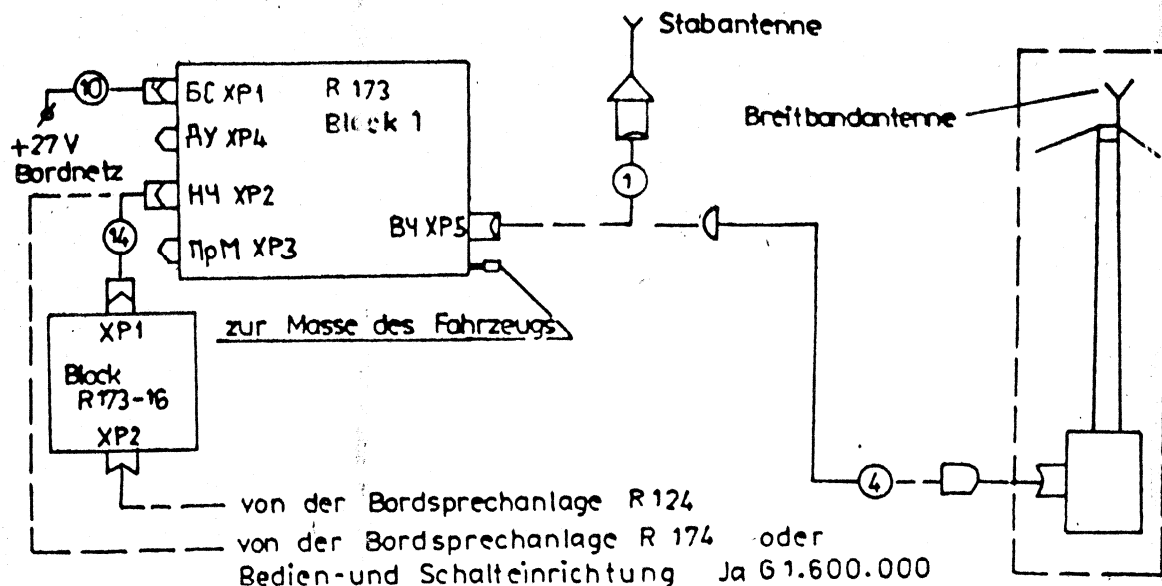 Stabantenne
10
БС XP1
R 173
Block 1
Breitbandantenne
+27 V
Bordnetz
ДУ XP4
НЧ XP2
1
14
ВЧ XP5
ПрМ XP3
zur Masse des Fahrzeugs
XP1
Block
R173-16
XP2
4
von der Bordsprechanlage R 124
von der Bordsprechanlage R 174 oder
Bedien-und Schalteinrichtung Ja G1.600.000